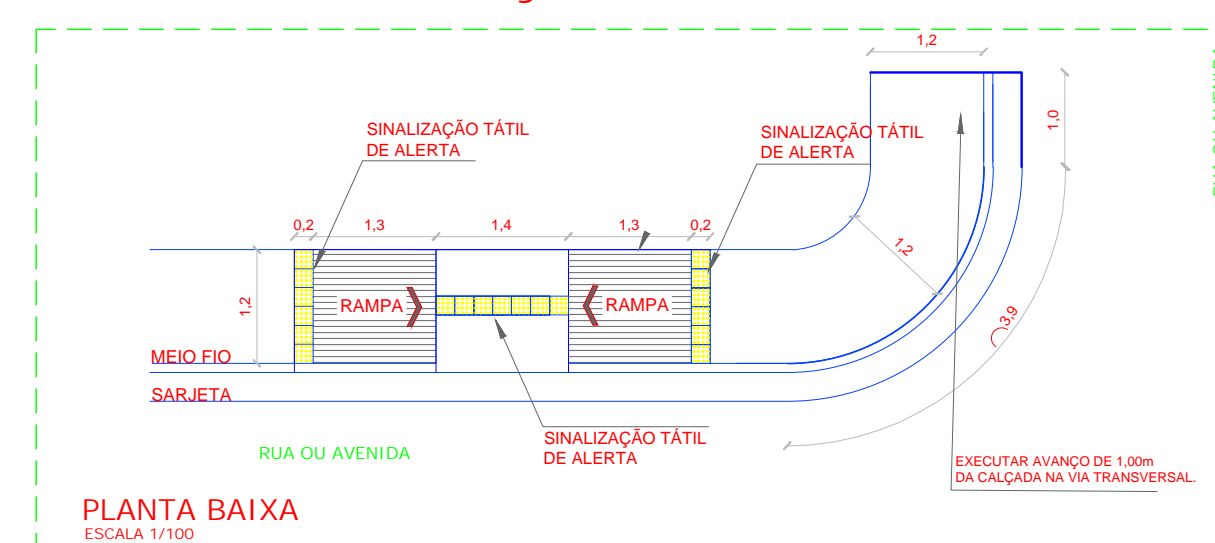 1,2
1,0
SINALIZAÇÃO TÁTIL
DE ALERTA
SINALIZAÇÃO TÁTIL
DE ALERTA
0,2
1,3
1,4
1,3
0,2
1,2
1,2
RAMPA
RAMPA
3,9
MEIO FIO
SARJETA
SINALIZAÇÃO TÁTIL
DE ALERTA
RUA OU AVENIDA
EXECUTAR AVANÇO DE 1,00m
DA CALÇADA NA VIA TRANSVERSAL.
PLANTA BAIXA
ESCALA 1/100